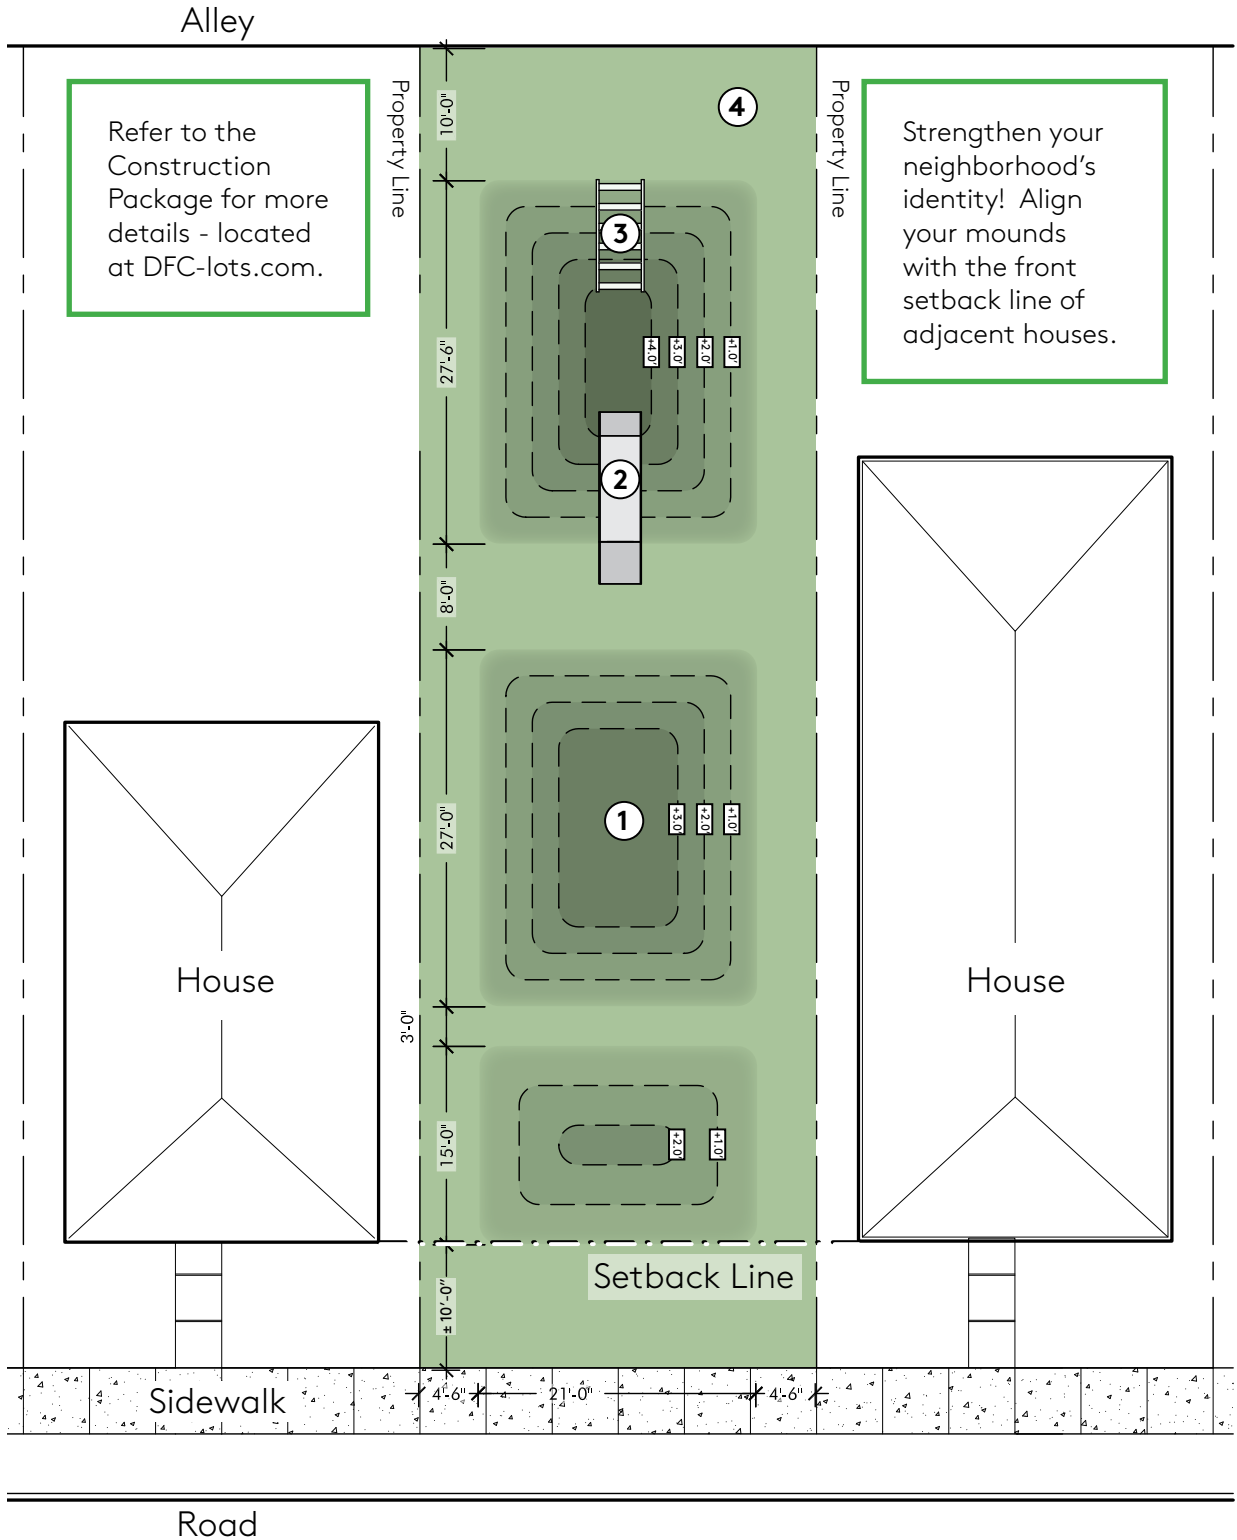 Alley
Refer to the
Construction
Package for more
details - located
at DFC-lots.com.
Property Line
10'-0"
4
Property Line
Strengthen your
neighborhood's
identity! Align
your mounds
with the front
setback line of
adjacent houses.
3
27'-6"
+4.0'
+3.0'
+2.0'
+1.0'
2
8'-0"
27'-0"
1
+3.0'
+2.0'
+1.0'
House
House
3'-0"
15'-0"
+2.0'
+1.0'
Setback Line
± 10'-0"
Sidewalk
4'-6"
21'-0"
4'-6"
Road